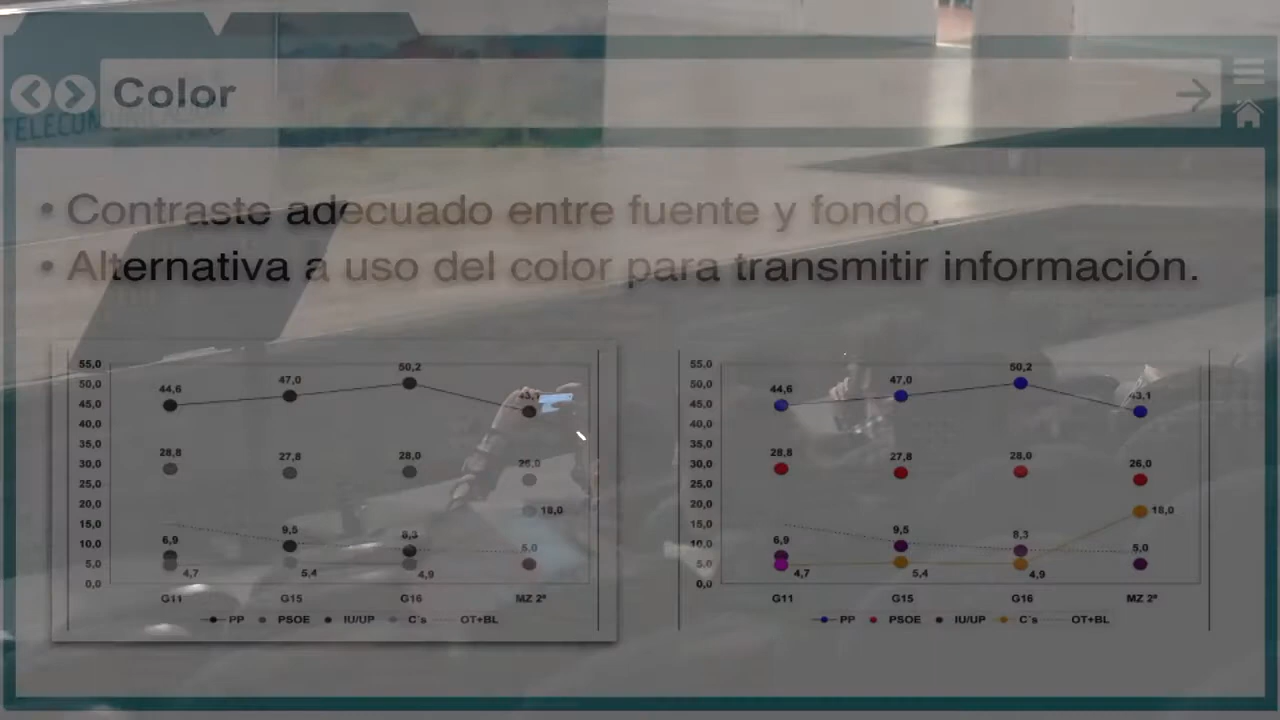 Color
• Contraste adecuado entre fuente y fondo.
• Alternativa a uso del color para transmitir información.
55,0
50,0
45,0
40,0
35,0
30,0
25,0
20,0
15,0
10,0
5,0
0,0
44,6 47,0 50,2 43,1
28,8 27,8 28,0 26,0
18,0
6,9 9,5 8,3 5,0
4,7 5,4 4,9
G11 G15 G16 MZ 2ª
PP PSOE IU/UP C´s OT+BL
55,0
50,0
45,0
40,0
35,0
30,0
25,0
20,0
15,0
10,0
5,0
0,0
44,6 47,0 50,2 43,1
28,8 27,8 28,0 26,0
18,0
6,9 9,5 8,3 5,0
4,7 5,4 4,9
G11 G15 G16 MZ 2ª
PP PSOE IU/UP C´s OT+BL